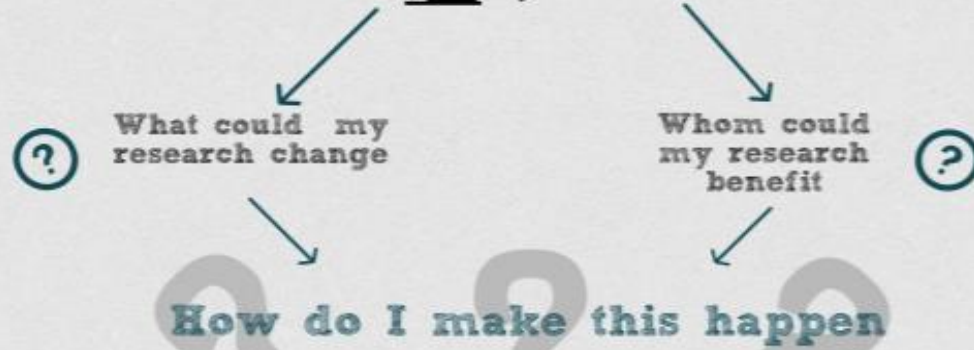 What could my
research change
?
Whom could
my research
benefit
?
? ? ?
How do I make this happen